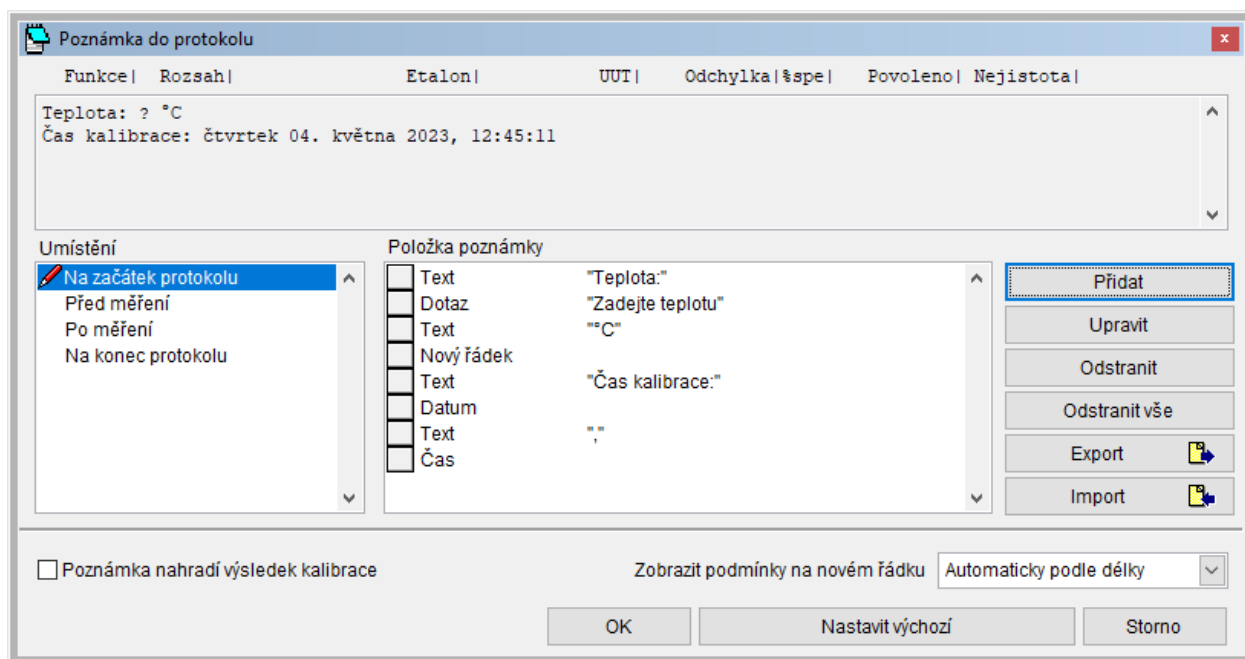 Poznámka do protokolu
x
Funkce| Rozsah| Etalon| UUT| Odchylka|%spe| Povoleno| Nejistota|
Teplota: ? °C
Čas kalibrace: čtvrtek 04. května 2023, 12:45:11
Umístění
Na začátek protokolu
Před měření
Po měření
Na konec protokolu
Položka poznámky
Text "Teplota:"
Dotaz "Zadejte teplotu"
Text "°C"
Nový řádek
Text "Čas kalibrace:"
Datum
Text ","
Čas
Přidat
Upravit
Odstranit
Odstranit vše
Export
Import
Poznámka nahradí výsledek kalibrace
Zobrazit podmínky na novém řádku Automaticky podle délky
OK Nastavit výchozí Storno